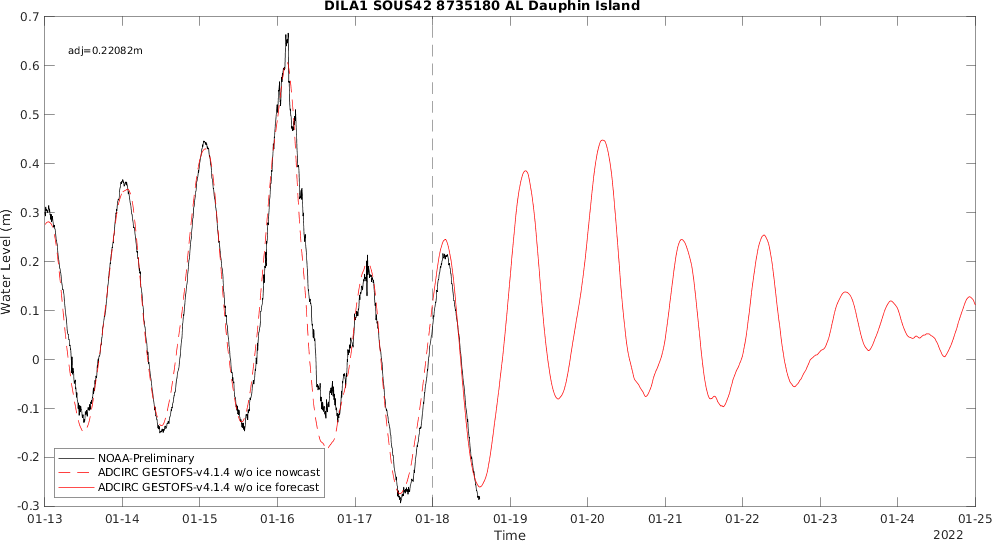 DILA1 SOUS42 8735180 AL Dauphin Island
adj=0.22082m
Water Level (m)
0.7
0.6
0.5
0.4
0.3
0.2
0.1
0
-0.1
-0.2
-0.3
NOAA-Preliminary
ADCIRC GESTOFS-v4.1.4 w/o ice nowcast
ADCIRC GESTOFS-v4.1.4 w/o ice forecast
01-13 01-14 01-15 01-16 01-17 01-18 01-19 01-20 01-21 01-22 01-23 01-24 01-25
Time
2022